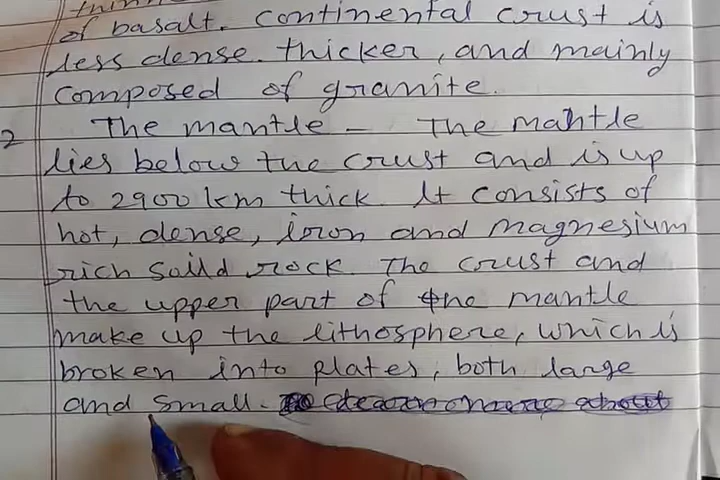 thin
of basalt. Continental crust is
less dense. thicker, and mainly
composed of granite.
2 The mantle – The mantle
lies below the crust and is up
to 2900 km thick It consists of
hot, dense, iron and magnesium
rich soild rock. The crust and
the upper part of the mantle
make up the lithosphere, which is
broken into plates, both large
and small.